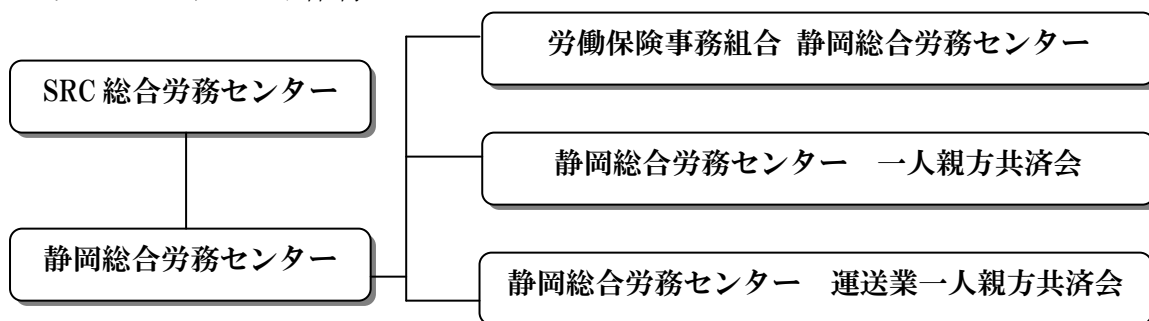 SRC 総合労務センター
静岡総合労務センター
労働保険事務組合 静岡総合労務センター
静岡総合労務センター　一人親方共済会
静岡総合労務センター　運送業一人親方共済会